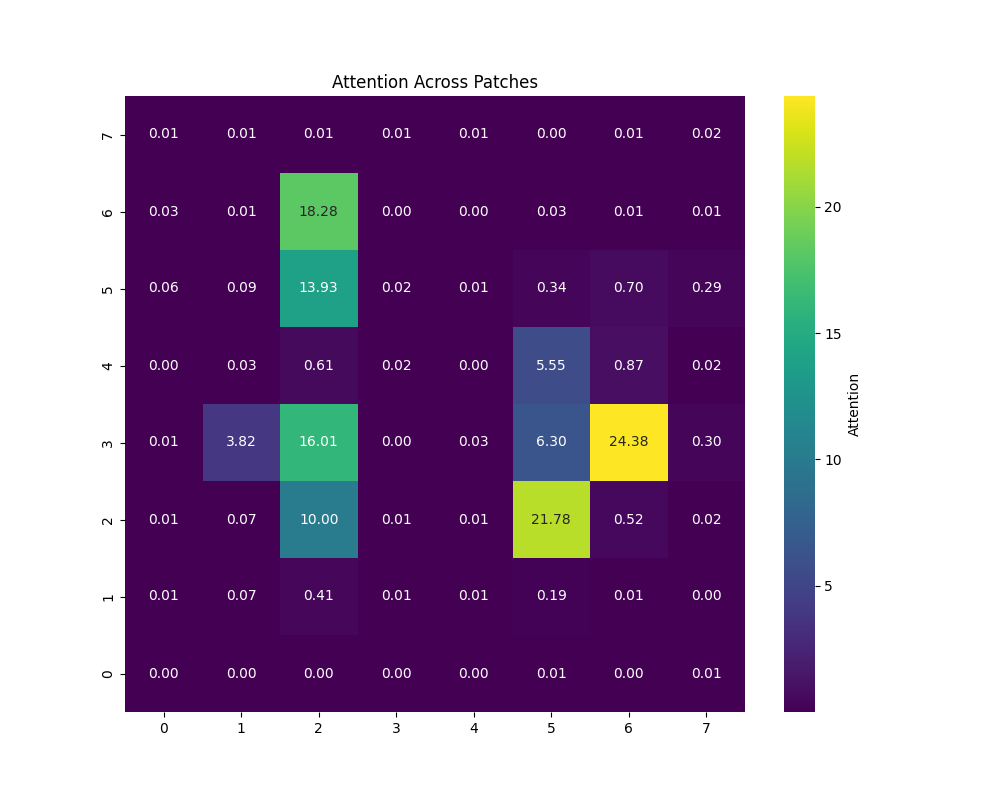 Attention Across Patches
7 0.01 0.01 0.01 0.01 0.01 0.00 0.01 0.02
6 0.03 0.01 18.28 0.00 0.00 0.03 0.01 0.01
5 0.06 0.09 13.93 0.02 0.01 0.34 0.70 0.29
4 0.00 0.03 0.61 0.02 0.00 5.55 0.87 0.02
3 0.01 3.82 16.01 0.00 0.03 6.30 24.38 0.30
2 0.01 0.07 10.00 0.01 0.01 21.78 0.52 0.02
1 0.01 0.07 0.41 0.01 0.01 0.19 0.01 0.00
0 0.00 0.00 0.00 0.00 0.00 0.01 0.00 0.01
0 1 2 3 4 5 6 7
20
15
10
5
Attention